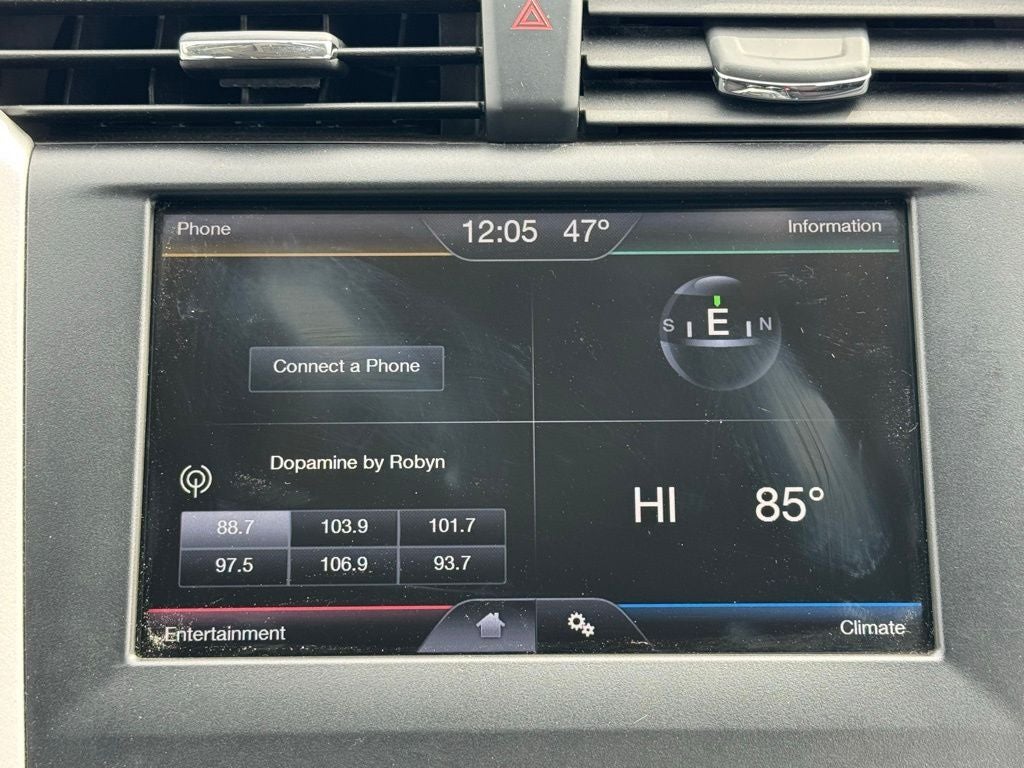 Phone
12:05 47°
Information
S E N
Connect a Phone
Dopamine by Robyn
88.7 103.9 101.7
97.5 106.9 93.7
HI 85°
Entertainment
Climate